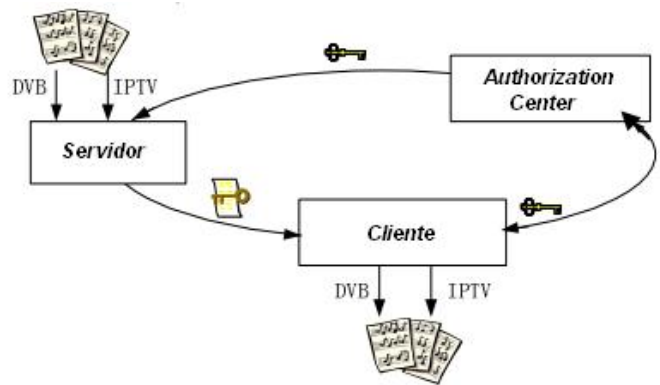 Authorization
Center
DVB
IPTV
Servidor
Cliente
DVB
IPTV